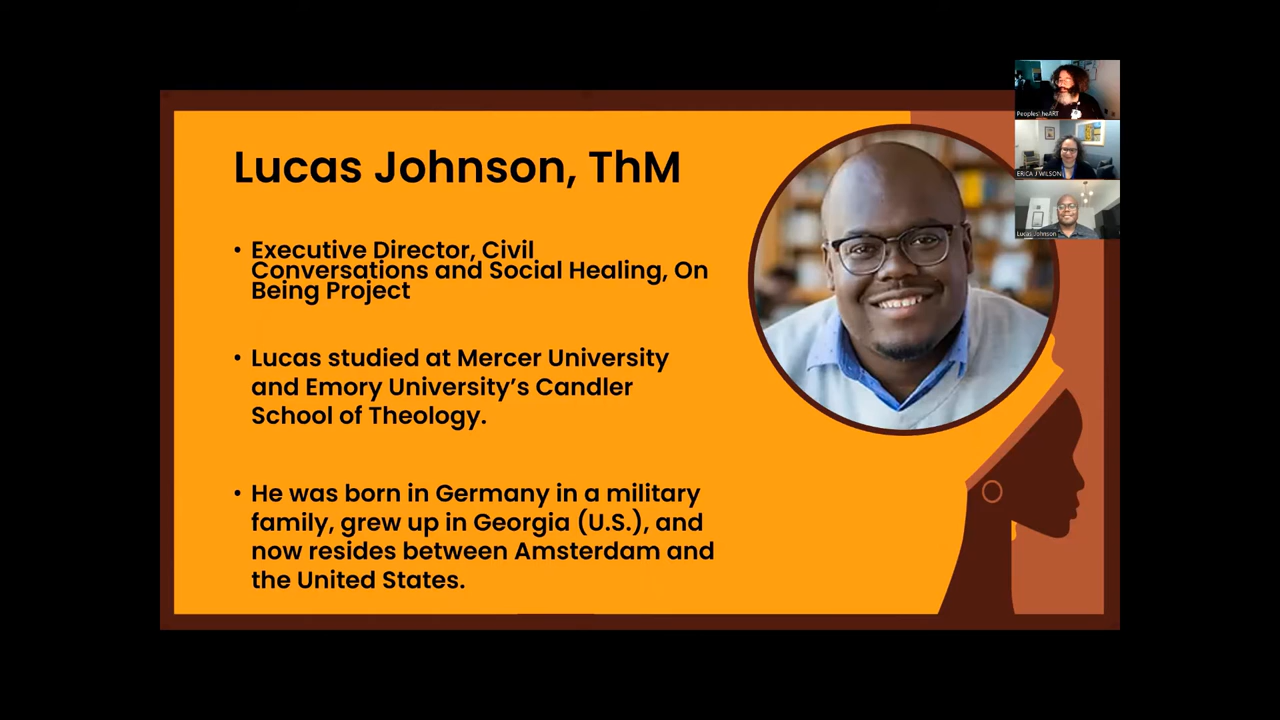 Lucas Johnson, ThM
• Executive Director, Civil
Conversations and Social Healing, On
Being Project
• Lucas studied at Mercer University
and Emory University’s Candler
School of Theology.
• He was born in Germany in a military
family, grew up in Georgia (U.S.), and
now resides between Amsterdam and
the United States.
Peoples' heART
ERICA J WILSON
Lucas Johnson